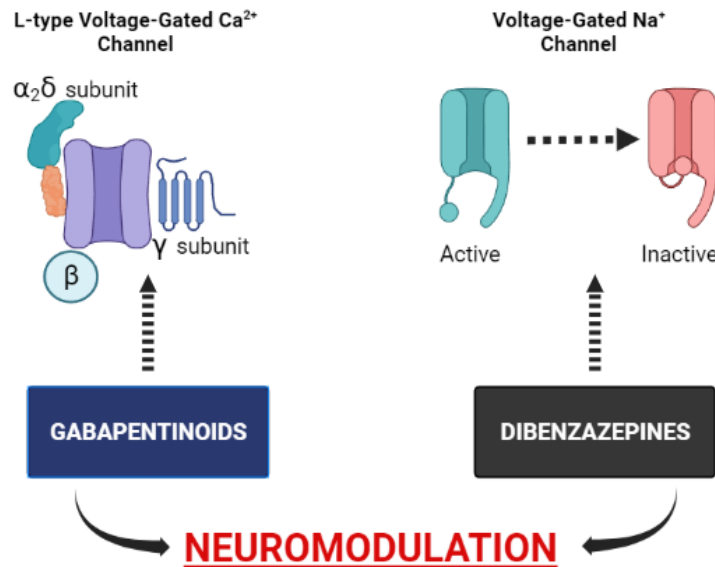 L-type Voltage-Gated Ca²⁺
Channel
α₂δ subunit
γ subunit
β
GABAPENTINOIDS
Voltage-Gated Na⁺
Channel
Active
Inactive
DIBENZAZEPINES
NEUROMODULATION